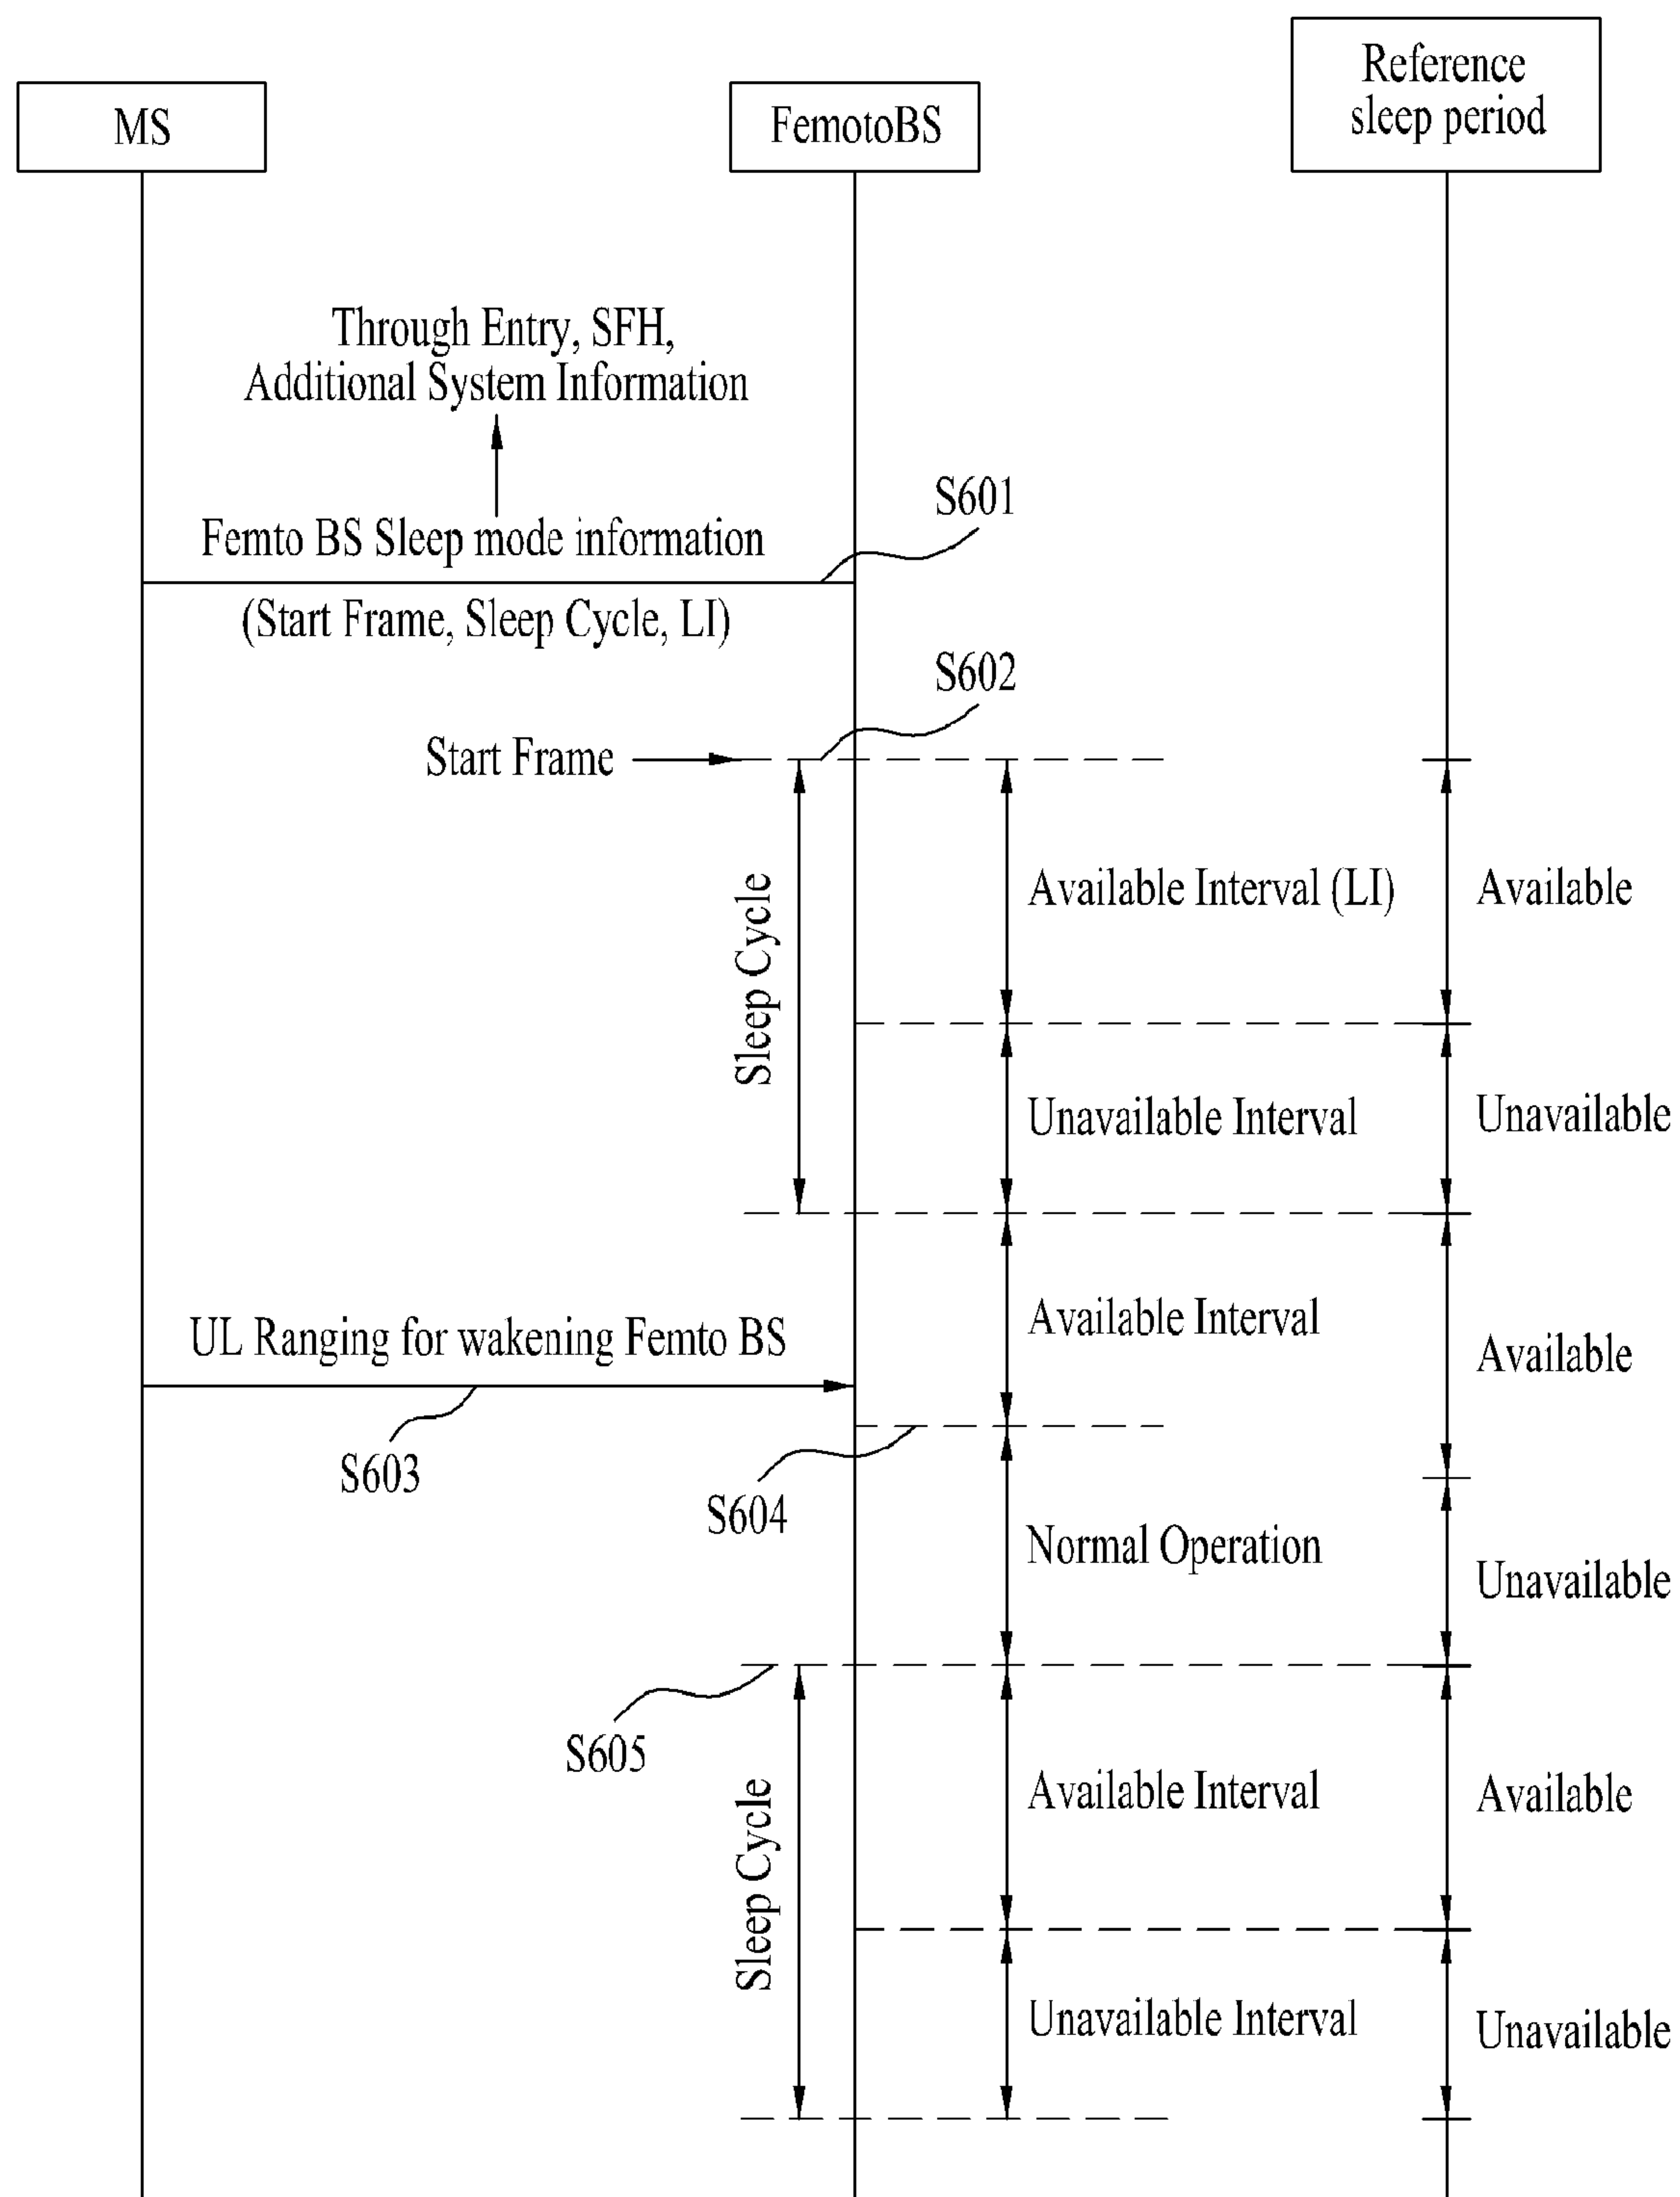 MS
FemotoBS
Reference
sleep period
Through Entry, SFH,
Additional System Information
S601
Femto BS Sleep mode information
(Start Frame, Sleep Cycle, LI)
S602
Start Frame
Sleep Cycle
Available Interval (LI)
Available
Unavailable Interval
Unavailable
Available Interval
Available
UL Ranging for wakening Femto BS
S603
S604
Normal Operation
Unavailable
S605
Sleep Cycle
Available Interval
Available
Unavailable Interval
Unavailable